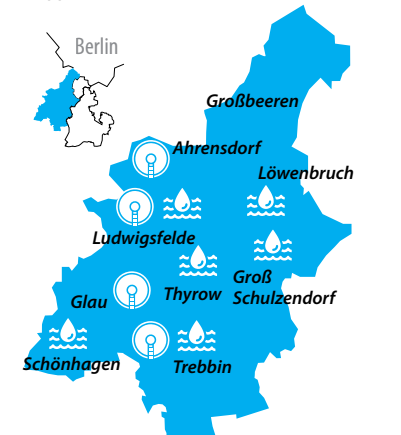 Berlin
Großbeeren
Ahrensdorf
Löwenbruch
Ludwigsfelde
Groß
Schulzendorf
Thyrow
Glau
Schönhagen
Trebbin